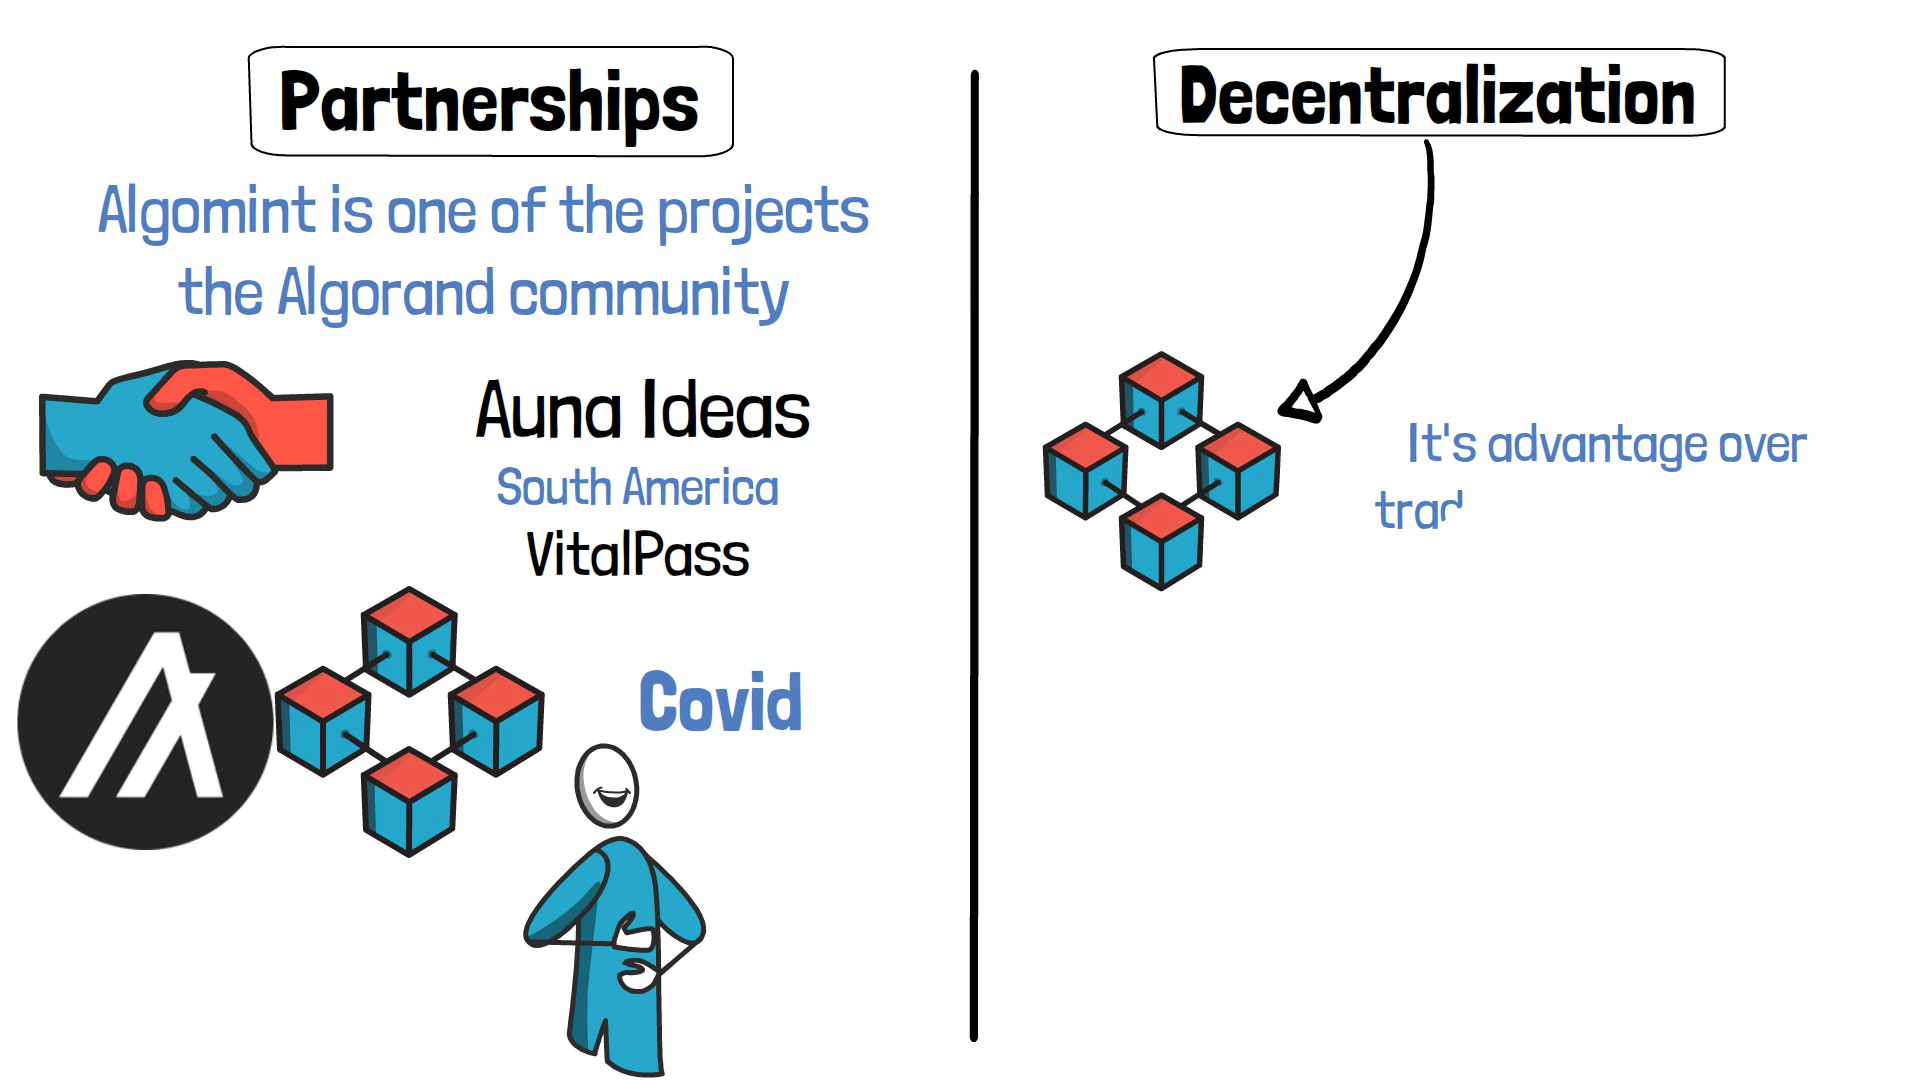 Partnerships
Algomint is one of the projects
the Algorand community
Auna Ideas
South America
VitalPass
Covid
Decentralization
It's advantage over